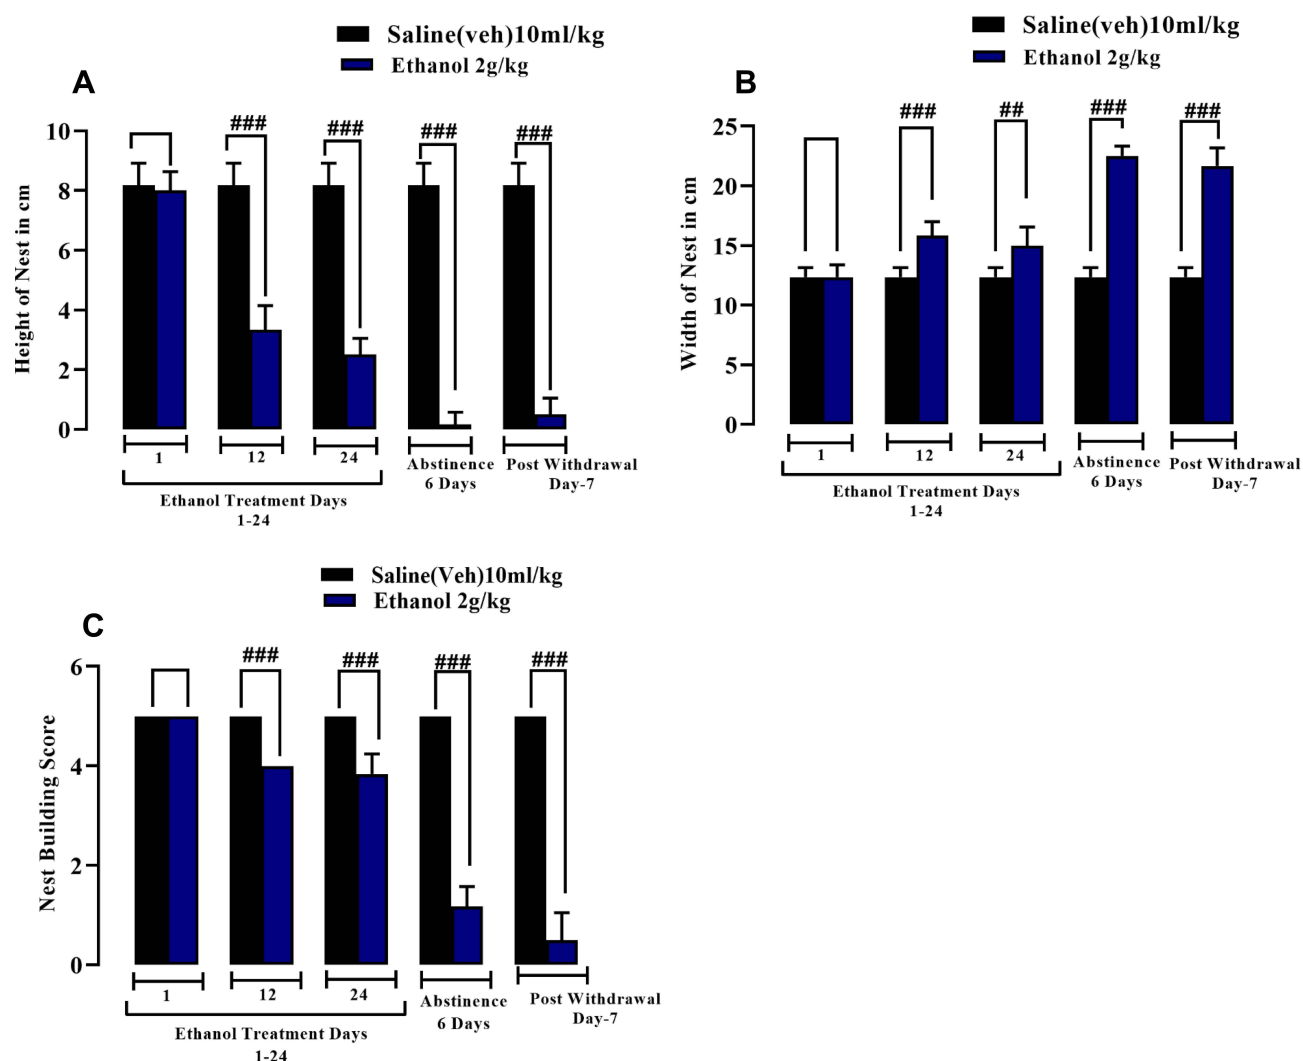 Saline(veh)10ml/kg
Ethanol 2g/kg
A
Height of Nest in cm
10
8
6
4
2
0
###
###
###
###
1
12
24
Abstinence
6 Days
Post Withdrawal
Day-7
Ethanol Treatment Days
1-24
Saline(veh)10ml/kg
Ethanol 2g/kg
B
Width of Nest in cm
25
20
15
10
5
0
###
##
###
###
1
12
24
Abstinence
6 Days
Post Withdrawal
Day-7
Ethanol Treatment Days
1-24
Saline(Veh)10ml/kg
Ethanol 2g/kg
C
Nest Building Score
6
4
2
0
###
###
###
###
1
12
24
Abstinence
6 Days
Post Withdrawal
Day-7
Ethanol Treatment Days
1-24